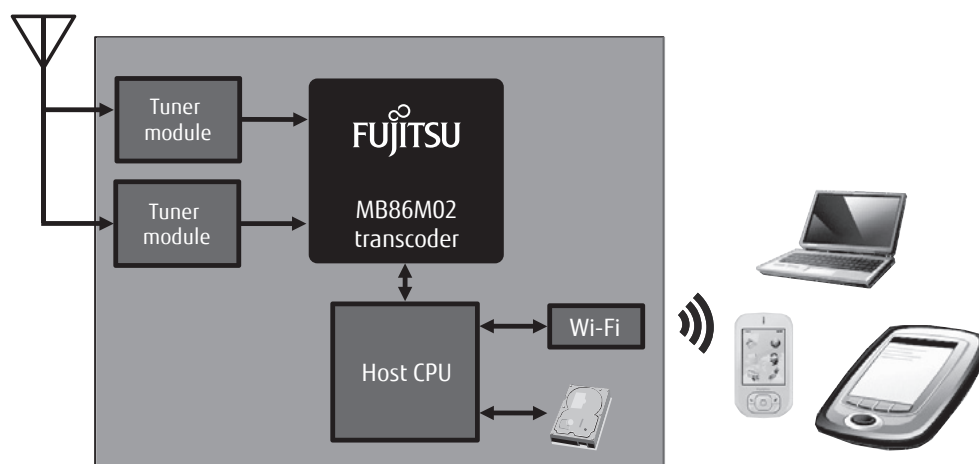 Tuner
module
FUJITSU
Tuner
module
MB86M02
transcoder
Wi-Fi
Host CPU